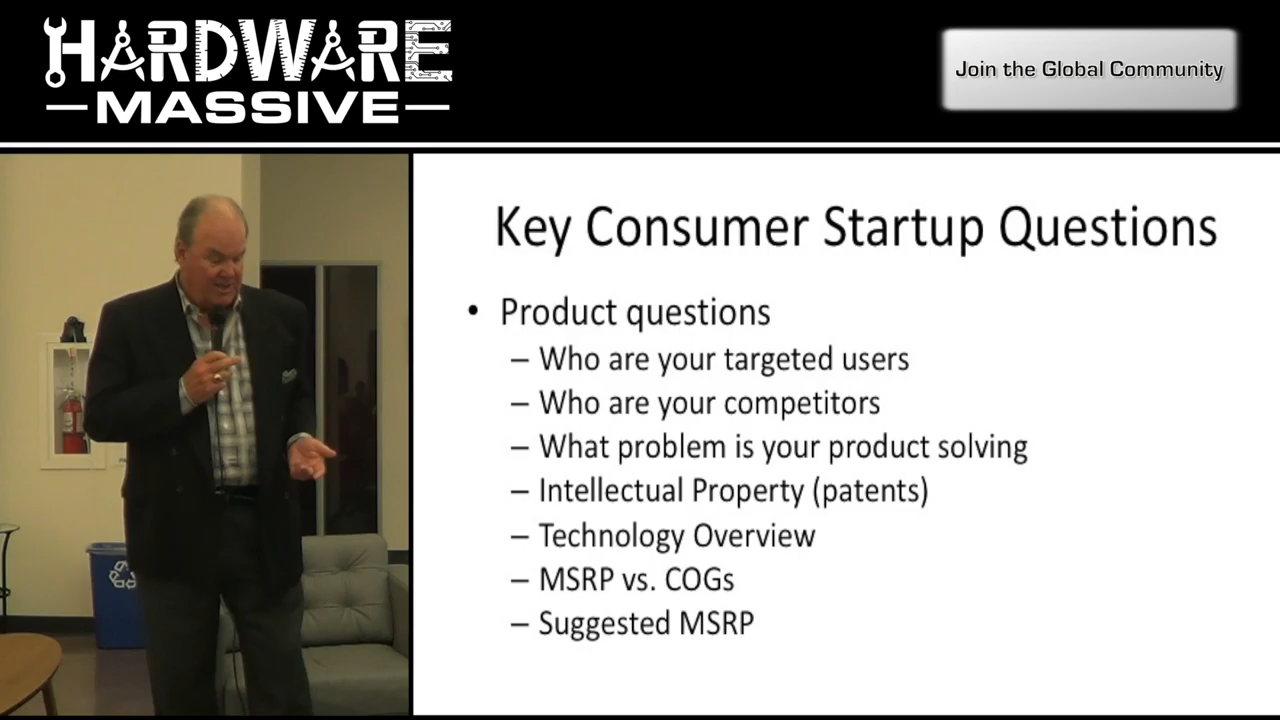 HARDWARE
MASSIVE
Join the Global Community
Key Consumer Startup Questions
• Product questions
– Who are your targeted users
– Who are your competitors
– What problem is your product solving
– Intellectual Property (patents)
– Technology Overview
– MSRP vs. COGs
– Suggested MSRP